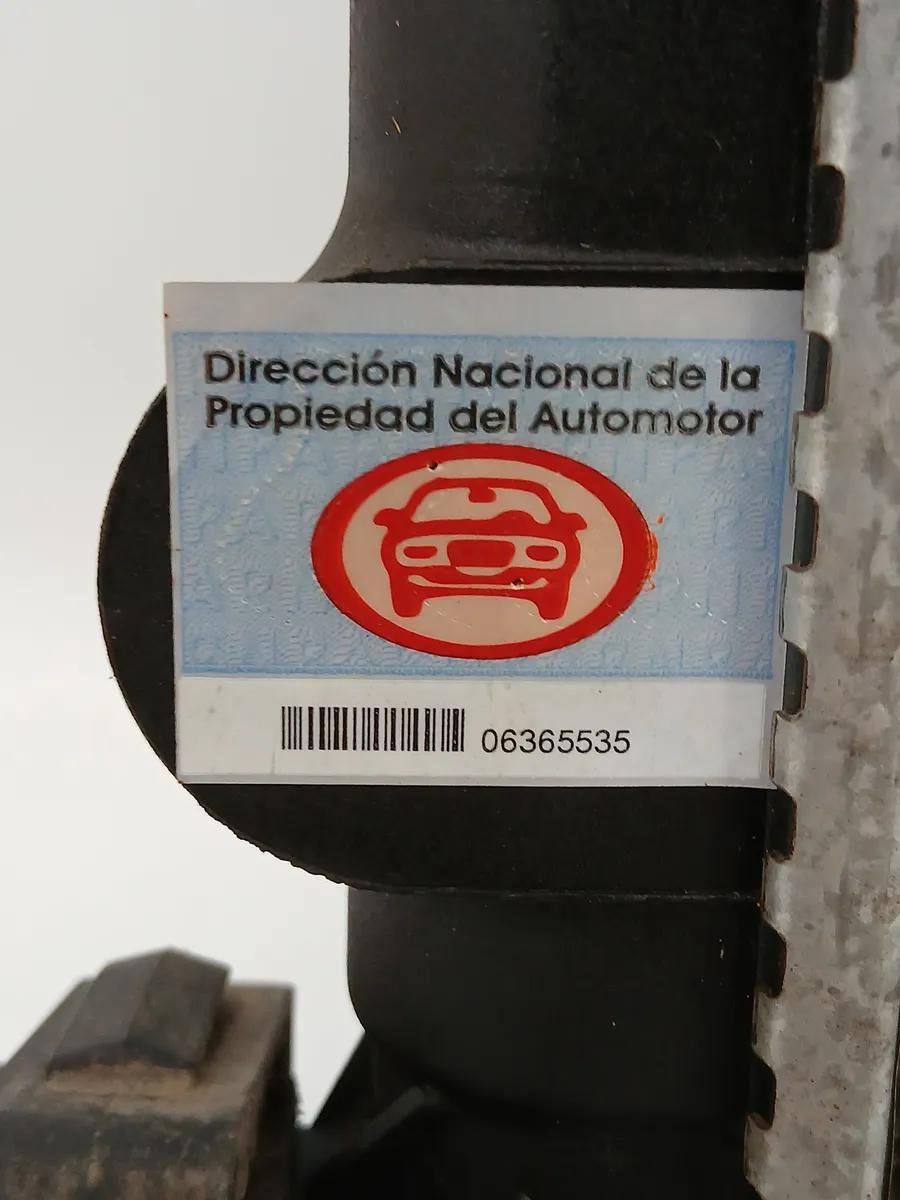 Dirección Nacional de la
Propiedad del Automotor
06365535